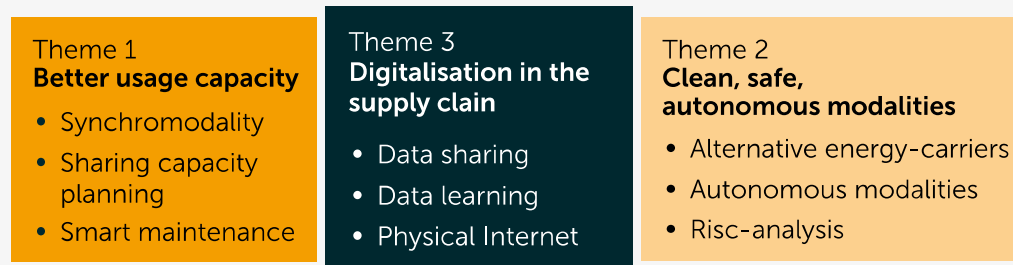 Theme 1
Better usage capacity
• Synchromodality
• Sharing capacity
planning
• Smart maintenance
Theme 3
Digitalisation in the
supply clain
• Data sharing
• Data learning
• Physical Internet
Theme 2
Clean, safe,
autonomous modalities
• Alternative energy-carriers
• Autonomous modalities
• Risc-analysis